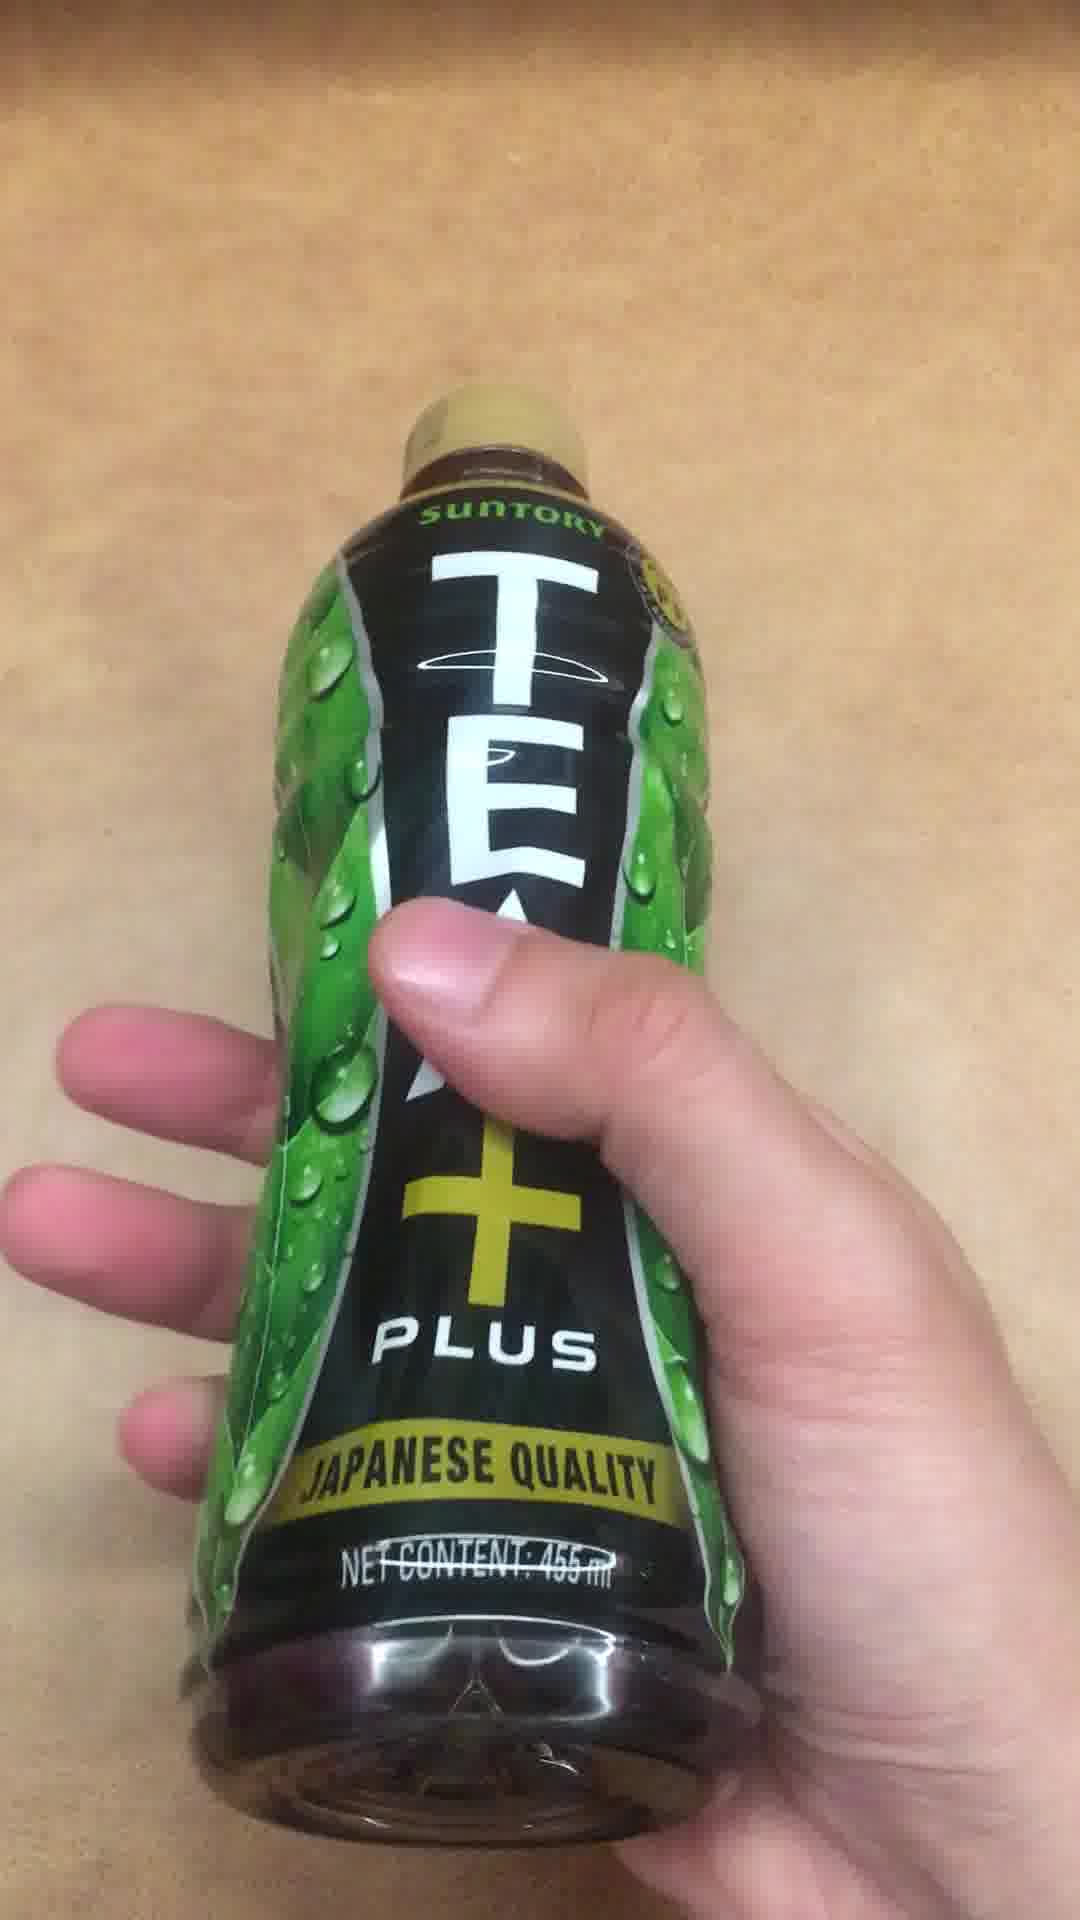 SUNTORY
TEA
+
PLUS
JAPANESE QUALITY
NET CONTENT: 455 ml